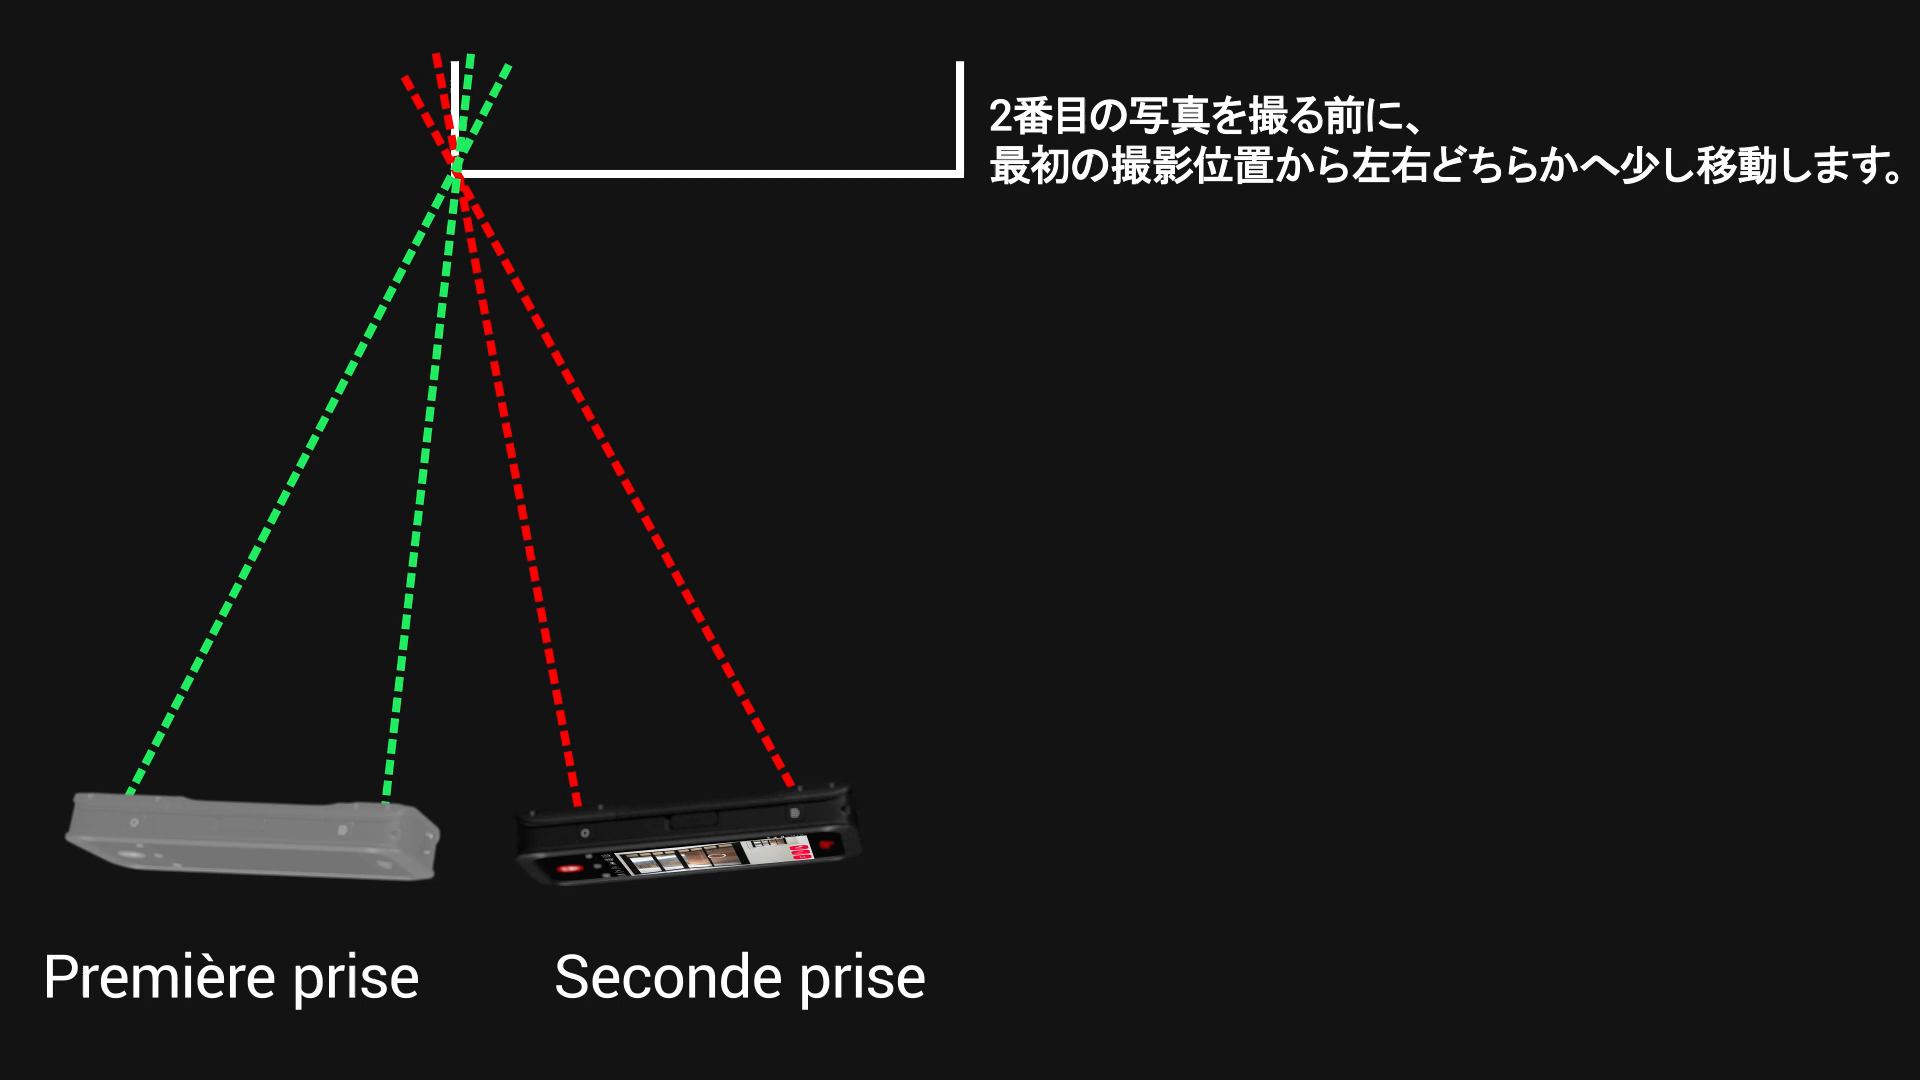 2番目の写真を撮る前に、
最初の撮影位置から左右どちらかへ少し移動します。
Première prise
Seconde prise